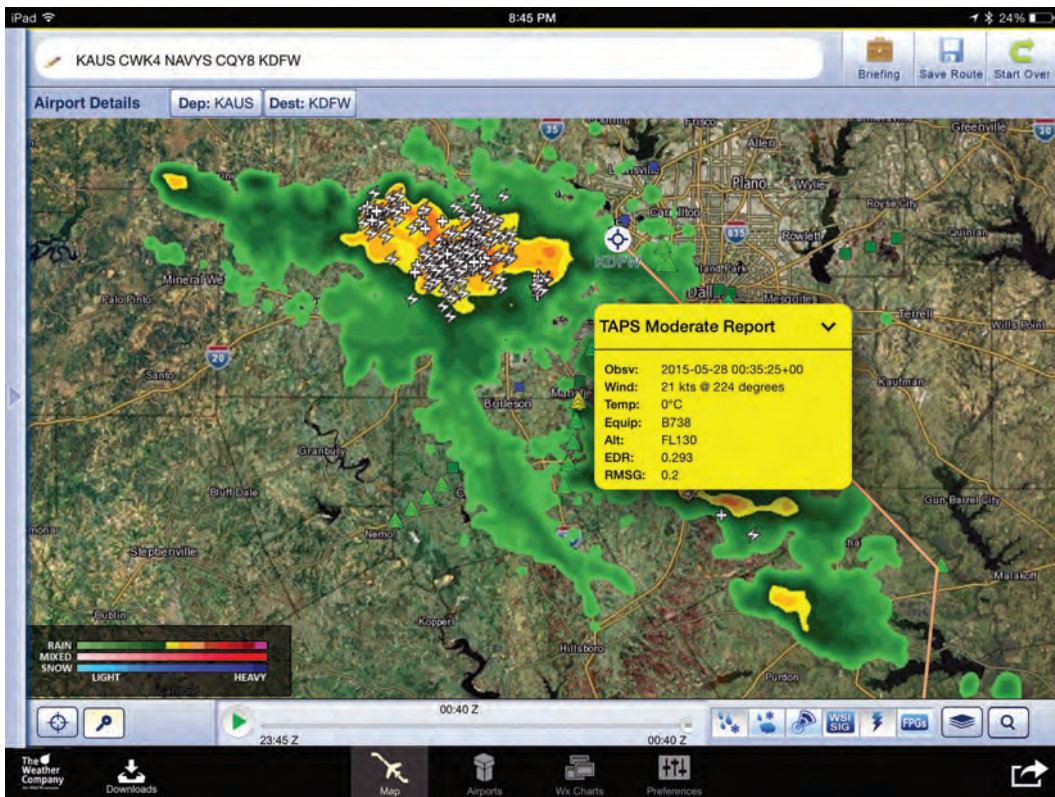 iPad
8:45 PM
24%
KAUS CWK4 NAVYS CQY8 KDFW
Briefing
Save Route
Start Over
Airport Details
Dep: KAUS
Dest: KDFW
35
Frisco
Greenville
30
Allen
Plano
Wylie
Royse City
Carrollton
635
Rowlett
Quinlan
KDFW
Mineral We
Palo Pinto
Mesquite
Terrell
Wills Point
20
Santo
TAPS Moderate Report
Obsv: 2015-05-28 00:35:25+00
Wind: 21 kts @ 224 degrees
Temp: 0°C
Equip: B738
Alt: FL130
EDR: 0.293
RMSG: 0.2
Kaufman
Burleson
Granbury
Bluff Dale
Gun Barrel City
Nemo
Stephenville
Malakoff
Dublin
Kopperl
Hillsboro
Purdon
RAIN
MIXED
SNOW
LIGHT
HEAVY
00:40 Z
23:45 Z
00:40 Z
WSI
SIG
FPGs
The
Weather
Company
Downloads
Map
Airports
Wx Charts
Preferences